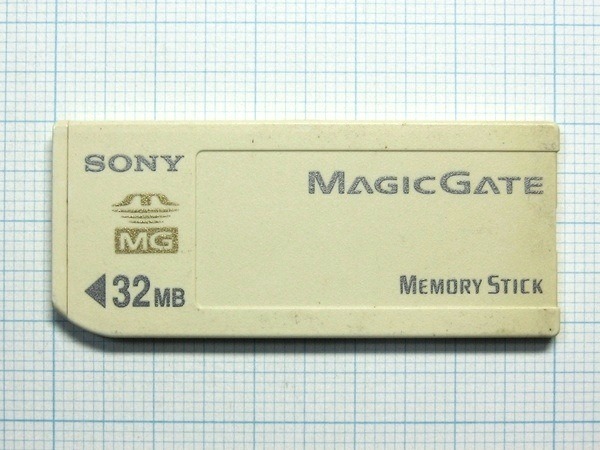 SONY
MAGICGATE
MG
32MB
MEMORY STICK